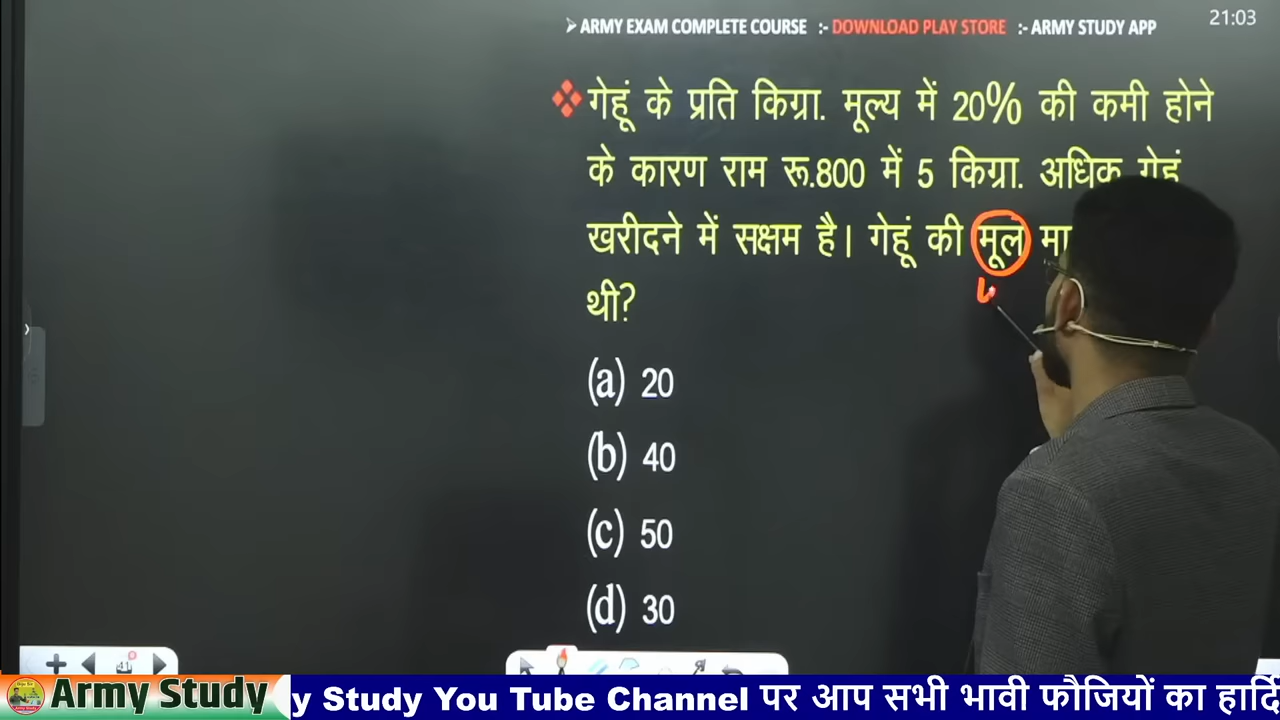 ➢ ARMY EXAM COMPLETE COURSE :- DOWNLOAD PLAY STORE :- ARMY STUDY APP
21:03
❖ गेहूं के प्रति किग्रा. मूल्य में 20% की कमी होने
के कारण राम रू.800 में 5 किग्रा. अधिक गेहूं
खरीदने में सक्षम है। गेहूं की मूल
थी?
(a) 20
(b) 40
(c) 50
(d) 30
41
Army Study
y Study You Tube Channel पर आप सभी भावी फौजियों का हार्दि